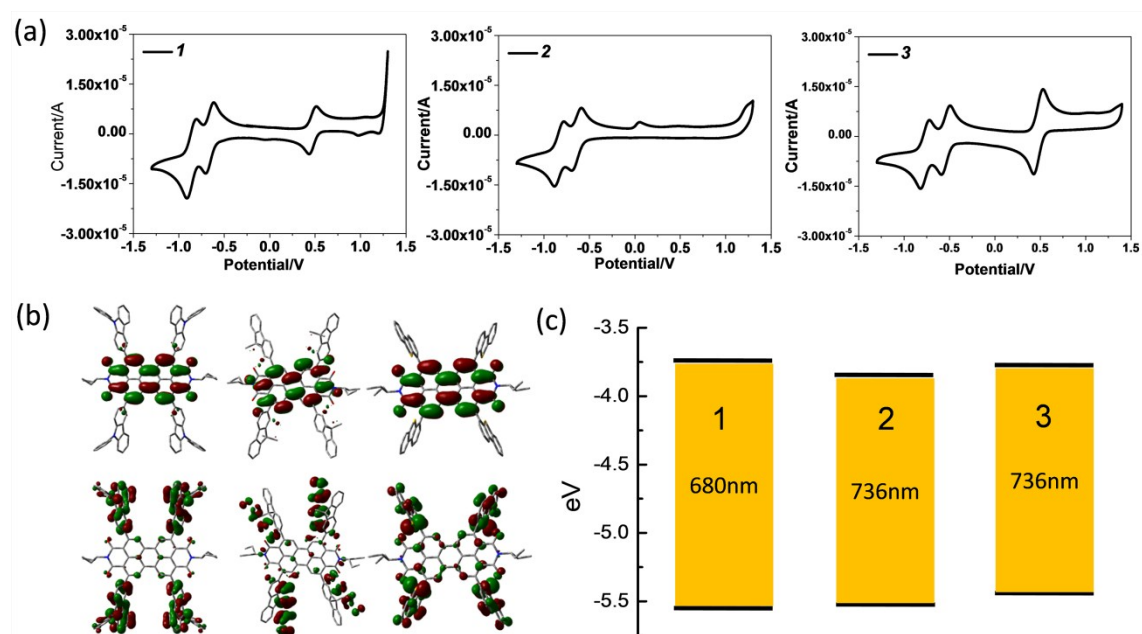 (a)
1
3.00x10⁻⁵
1.50x10⁻⁵
0.00
-1.50x10⁻⁵
-3.00x10⁻⁵
Current/A
-1.5 -1.0 -0.5 0.0 0.5 1.0 1.5
Potential/V
2
3.00x10⁻⁵
1.50x10⁻⁵
0.00
-1.50x10⁻⁵
-3.00x10⁻⁵
Current/A
-1.5 -1.0 -0.5 0.0 0.5 1.0 1.5
Potential/V
3
3.00x10⁻⁵
1.50x10⁻⁵
0.00
-1.50x10⁻⁵
-3.00x10⁻⁵
Current/A
-1.5 -1.0 -0.5 0.0 0.5 1.0 1.5
Potential/V
(b)
(c)
-3.5
-4.0
-4.5
-5.0
-5.5
eV
1
680nm
2
736nm
3
736nm